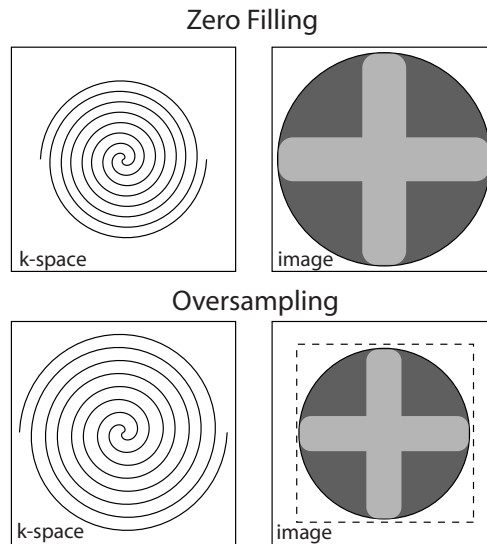 Zero Filling
k-space
image
Oversampling
k-space
image